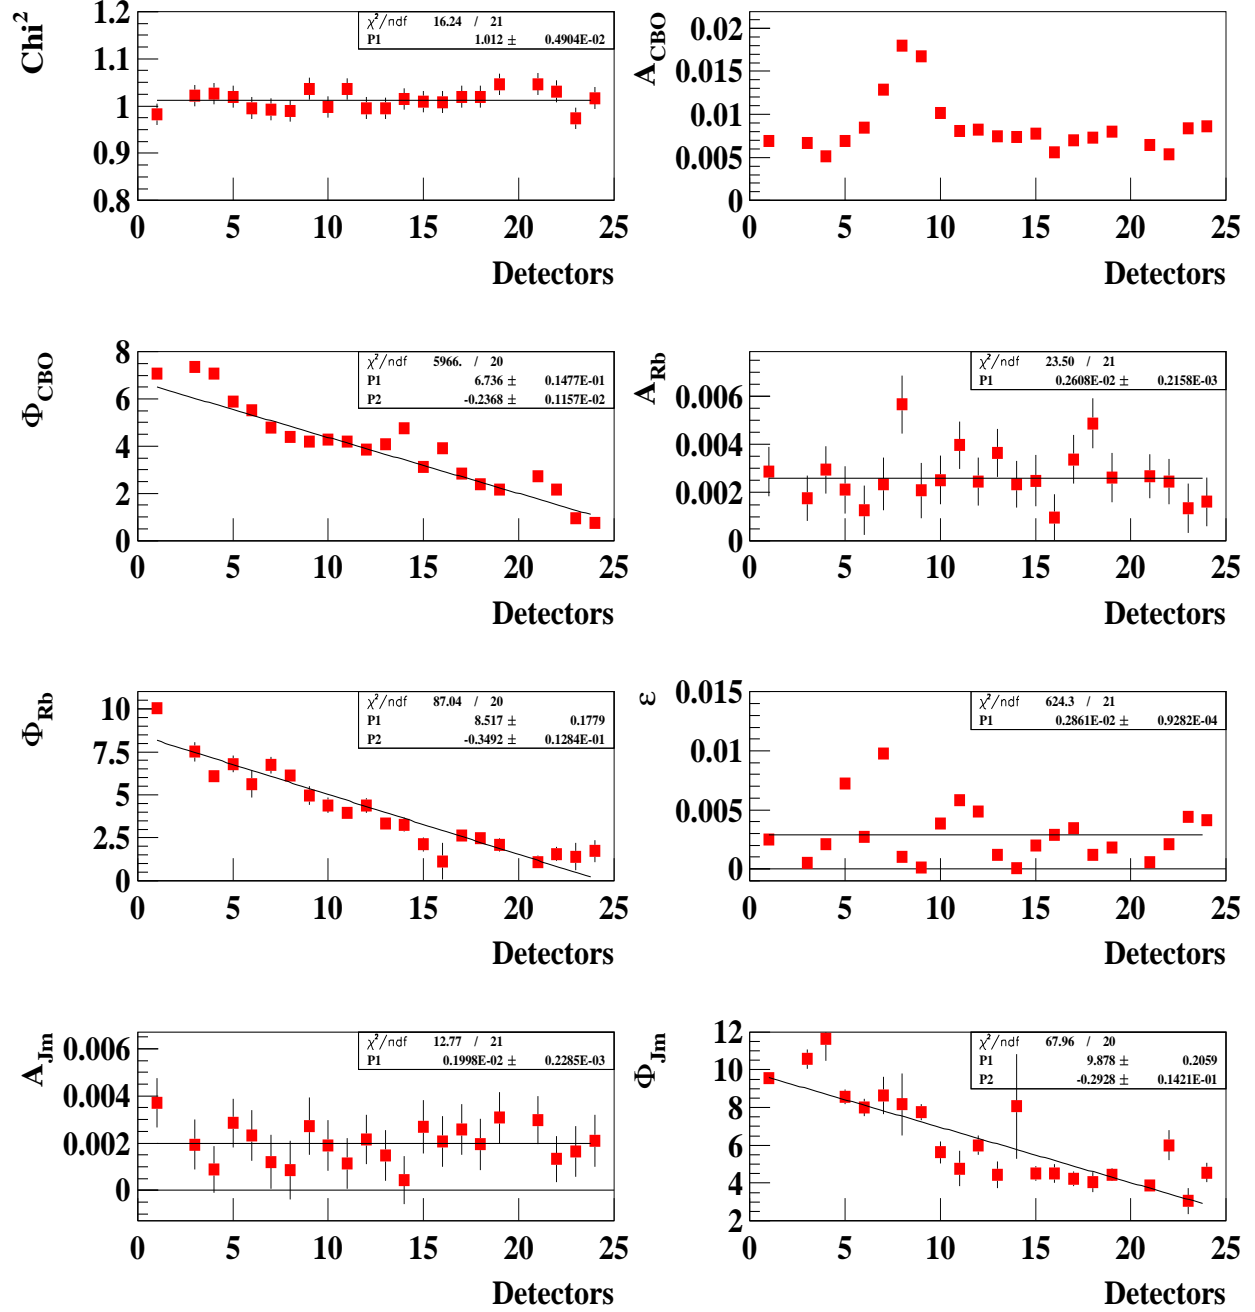 Chi²
1.2
1.1
1
0.9
0.8
χ²/ndf 16.24 / 21
P1 1.012 ± 0.4904E-02
0 5 10 15 20 25
Detectors
A_CBO
0.02
0.015
0.01
0.005
0
0 5 10 15 20 25
Detectors
Φ_CBO
8
6
4
2
0
χ²/ndf 5966. / 20
P1 6.736 ± 0.1477E-01
P2 -0.2368 ± 0.1157E-02
0 5 10 15 20 25
Detectors
A_Rb
0.006
0.004
0.002
0
χ²/ndf 23.50 / 21
P1 0.2608E-02 ± 0.2158E-03
0 5 10 15 20 25
Detectors
Φ_Rb
10
7.5
5
2.5
0
χ²/ndf 87.04 / 20
P1 8.517 ± 0.1779
P2 -0.3492 ± 0.1284E-01
0 5 10 15 20 25
Detectors
ε
0.015
0.01
0.005
0
χ²/ndf 624.3 / 21
P1 0.2861E-02 ± 0.9282E-04
0 5 10 15 20 25
Detectors
A_Jm
0.006
0.004
0.002
0
χ²/ndf 12.77 / 21
P1 0.1998E-02 ± 0.2285E-03
0 5 10 15 20 25
Detectors
Φ_Jm
12
10
8
6
4
2
χ²/ndf 67.96 / 20
P1 9.878 ± 0.2059
P2 -0.2928 ± 0.1421E-01
0 5 10 15 20 25
Detectors